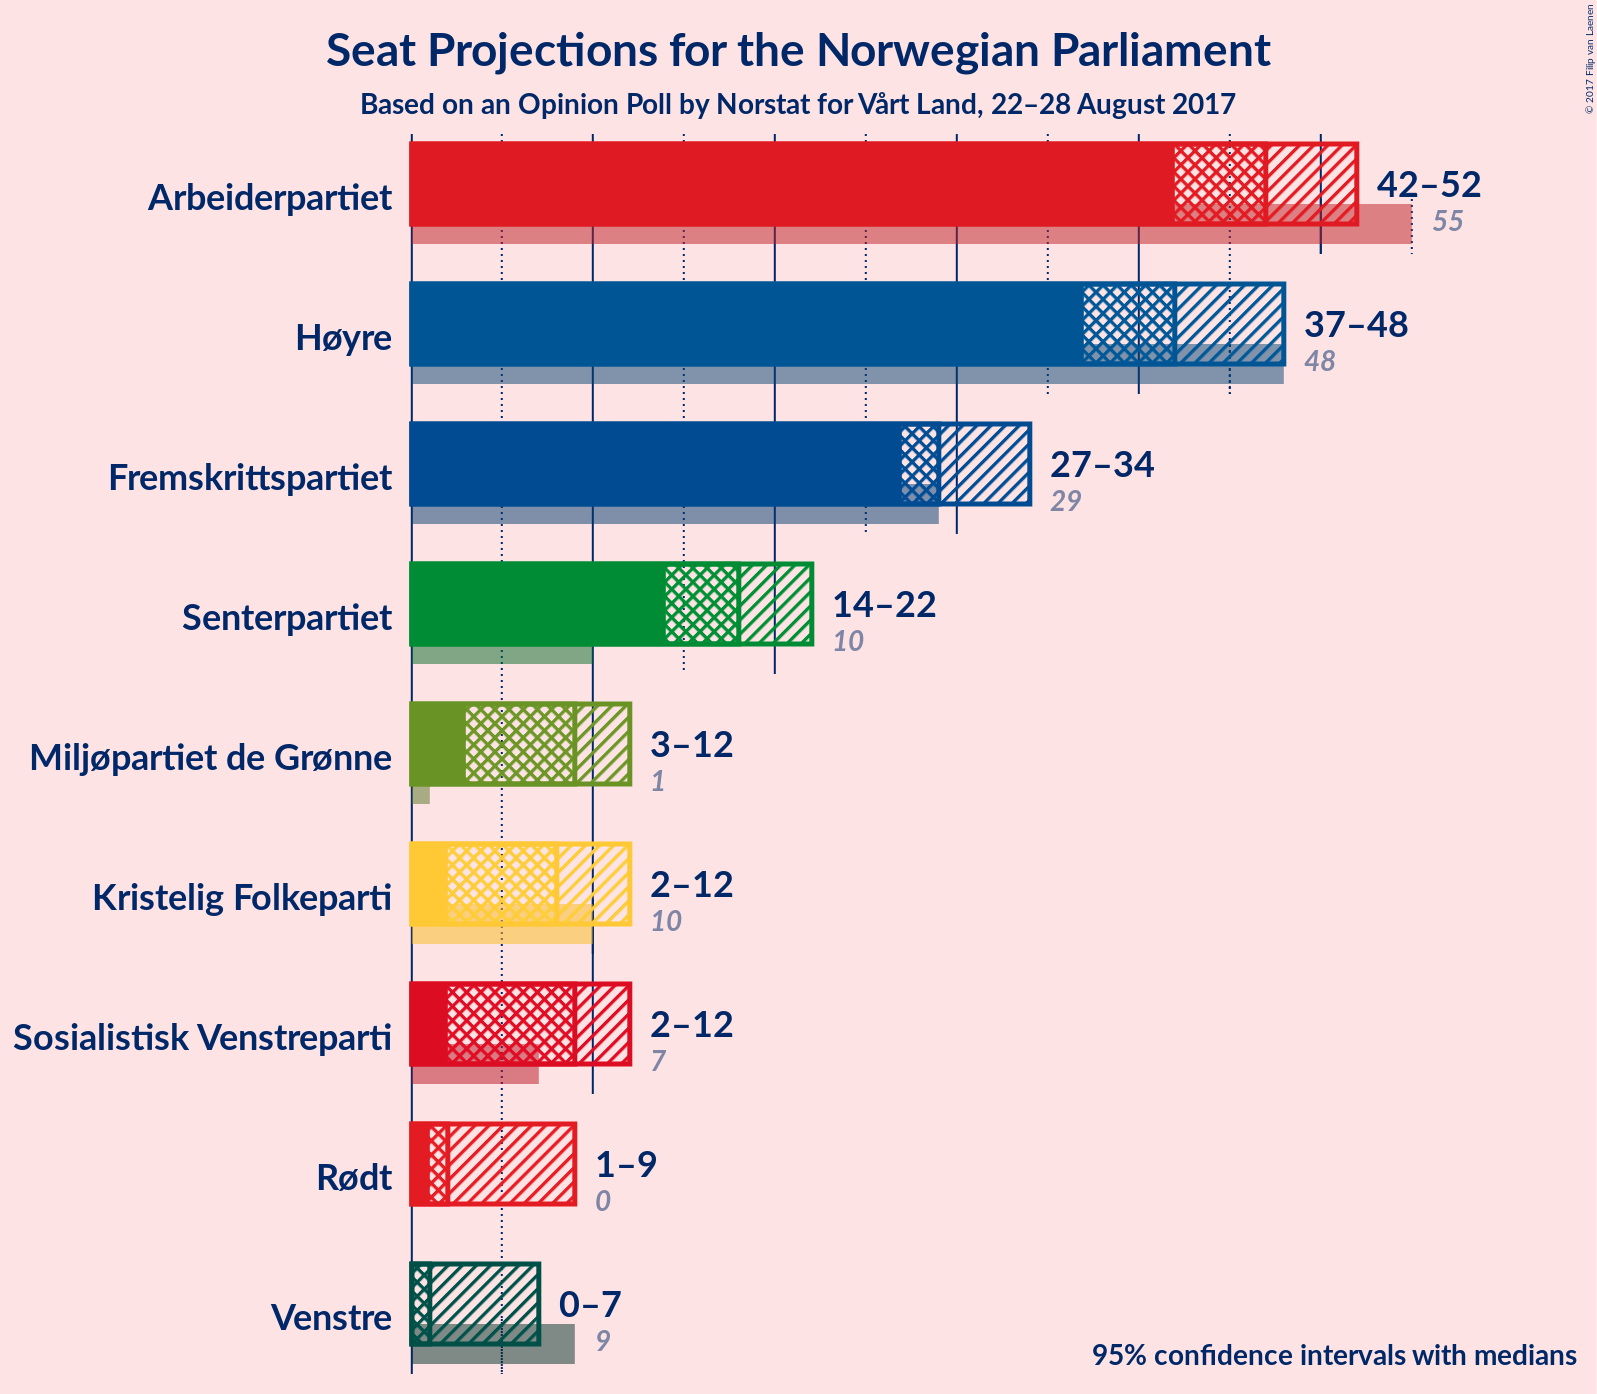 Seat Projections for the Norwegian Parliament
Based on an Opinion Poll by Norstat for Vårt Land, 22–28 August 2017
© 2017 Filip van Laenen
Arbeiderpartiet
42–52
55
Høyre
37–48
48
Fremskrittspartiet
27–34
29
Senterpartiet
14–22
10
Miljøpartiet de Grønne
3–12
1
Kristelig Folkeparti
2–12
10
Sosialistisk Venstreparti
2–12
7
Rødt
1–9
0
Venstre
0–7
9
95% confidence intervals with medians